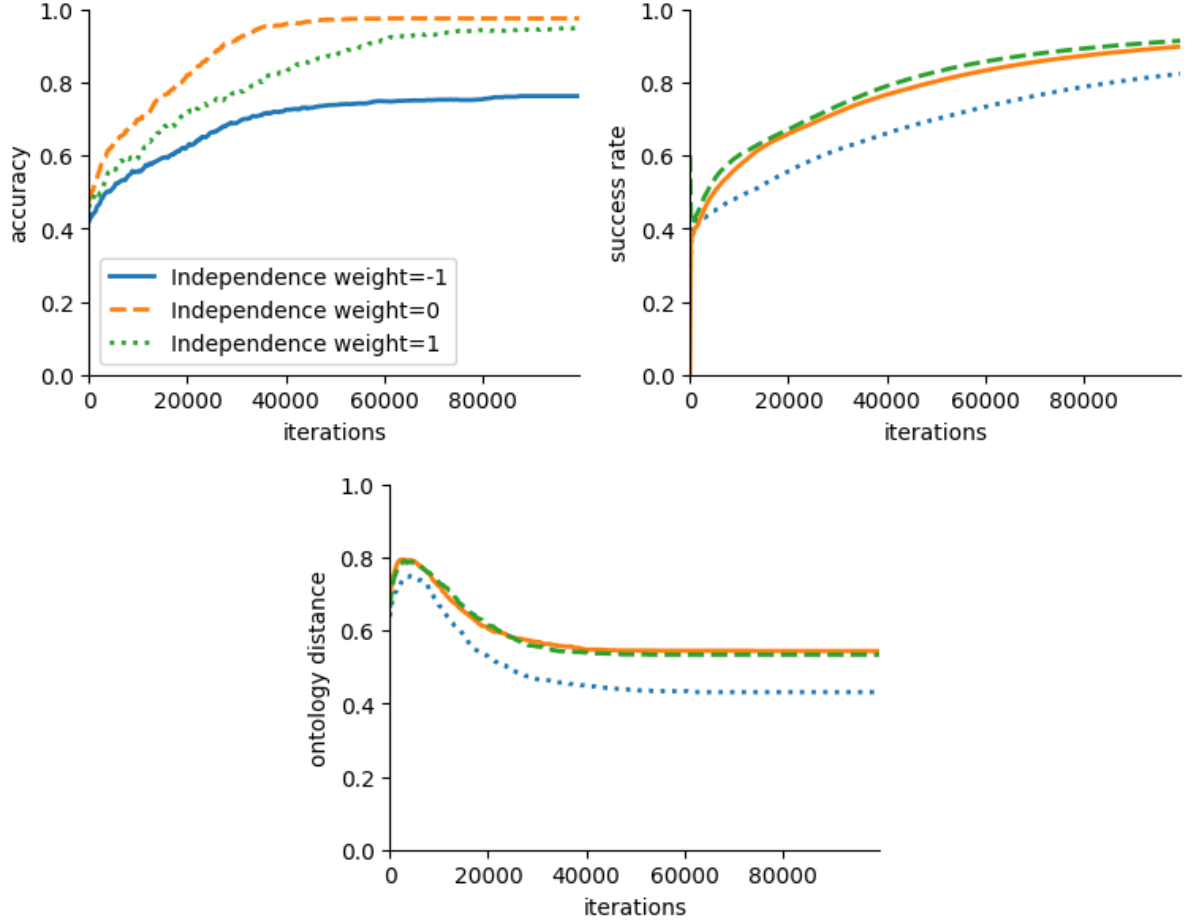 1.0
0.8
0.6
0.4
0.2
0.0
accuracy
Independence weight=-1
Independence weight=0
Independence weight=1
0 20000 40000 60000 80000
iterations
1.0
0.8
0.6
0.4
0.2
0.0
success rate
0 20000 40000 60000 80000
iterations
1.0
0.8
0.6
0.4
0.2
0.0
ontology distance
0 20000 40000 60000 80000
iterations